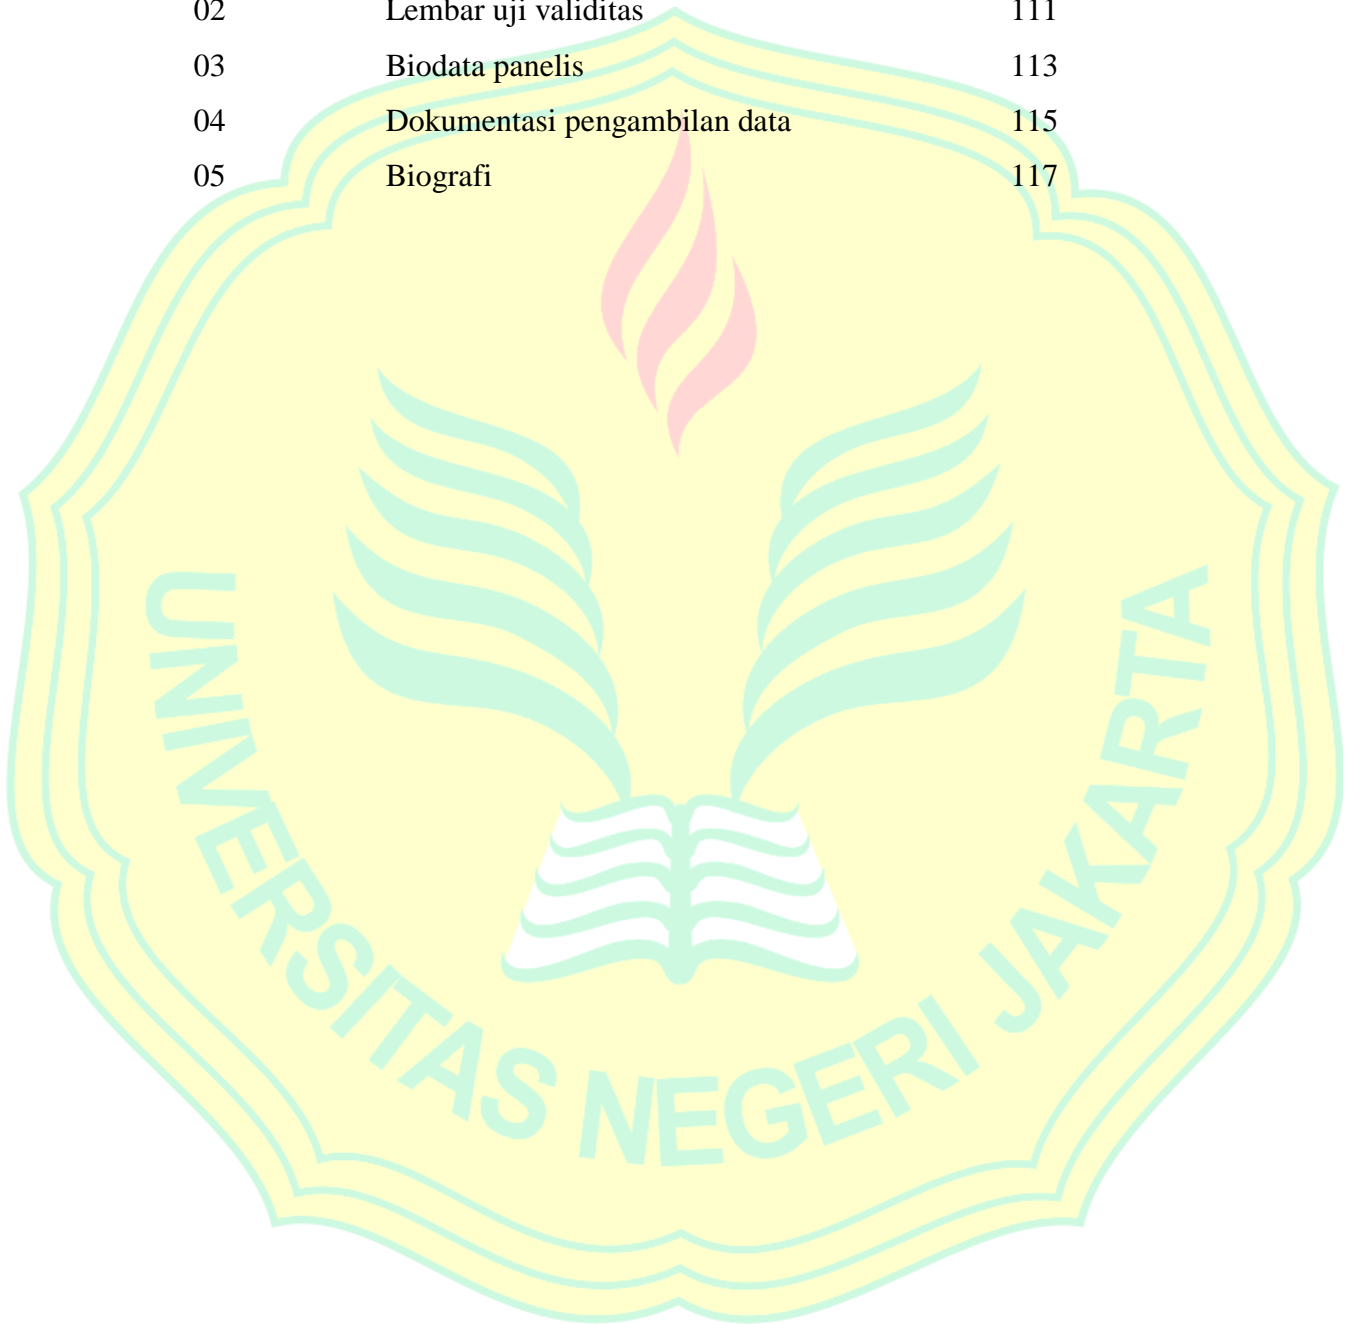 02 Lembar uji validitas 111
03 Biodata panelis 113
04 Dokumentasi pengambilan data 115
05 Biografi 117
UNIVERSITAS NEGERI JAKARTA